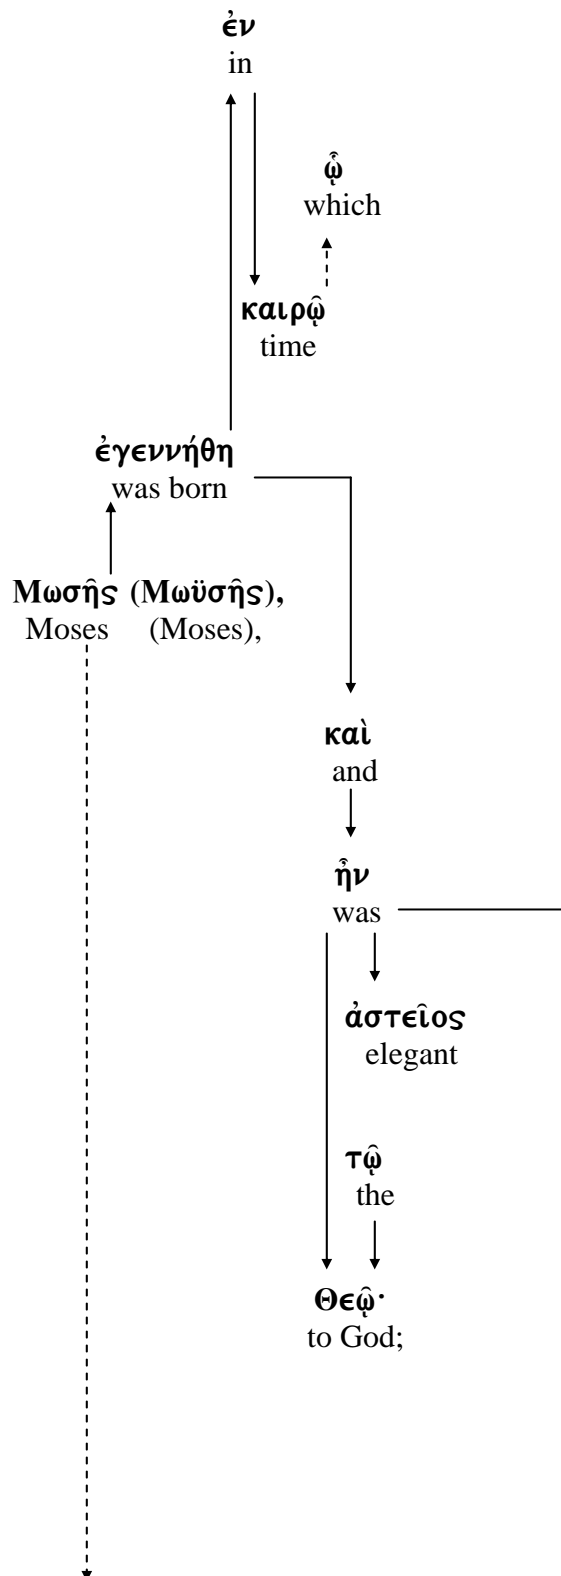 ἐν
in
ᾧ
which
καιρῷ
time
ἐγεννήθη
was born
Μωσῆς (Μωϋσῆς),
Moses (Moses),
καὶ
and
ἦν
was
ἀστεῖος
elegant
τῷ
the
Θεῷ·
to God;